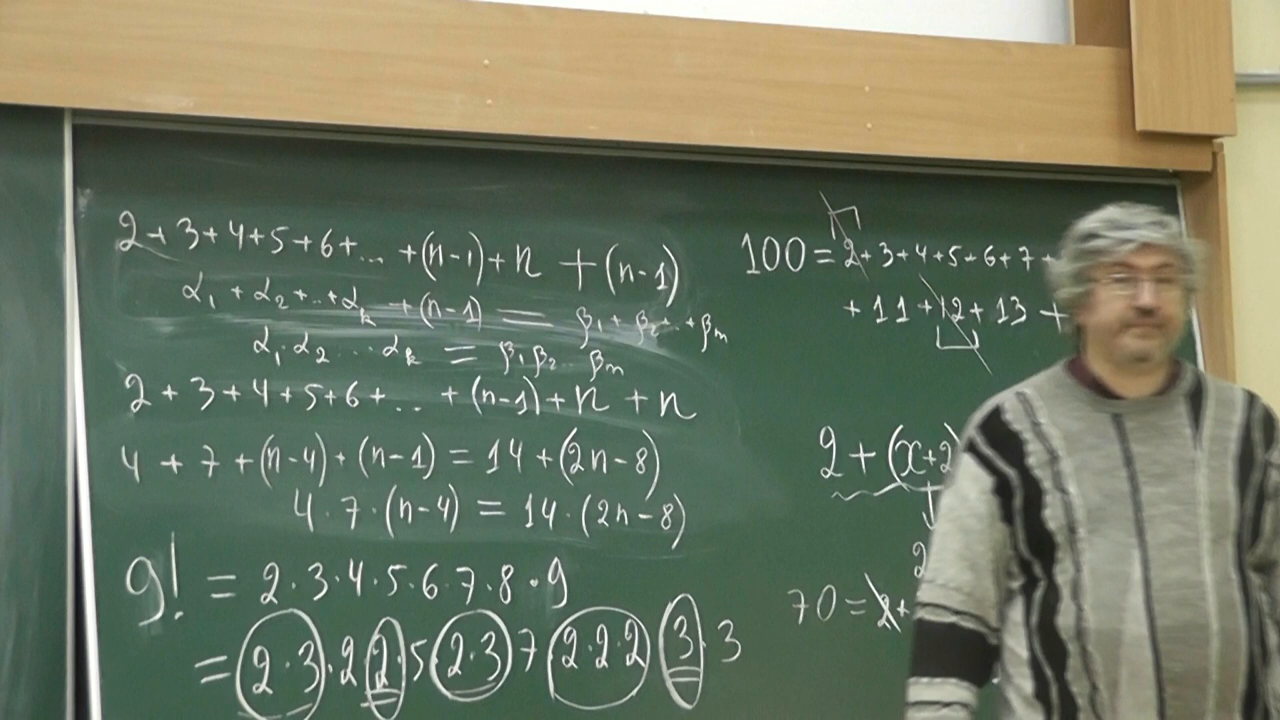 2+3+4+5+6+... +(n-1)+n +(n-1)
α₁ + α₂ +..+αₖ +(n-1) = β₁+β₂+..+βₘ
α₁·α₂...αₖ = β₁β₂...βₘ
2+3+4+5+6+... +(n-1)+n+n
4+7+(n-4)+(n-1)=14+(2n-8)
4·7·(n-4)=14·(2n-8)
9! = 2·3·4·5·6·7·8·9
= 2·3·2·2·5·2·3·7·2·2·2·3·3
100=2+3+4+5+6+7+
+11+12+13+
2+(x+2)
2
70=2+